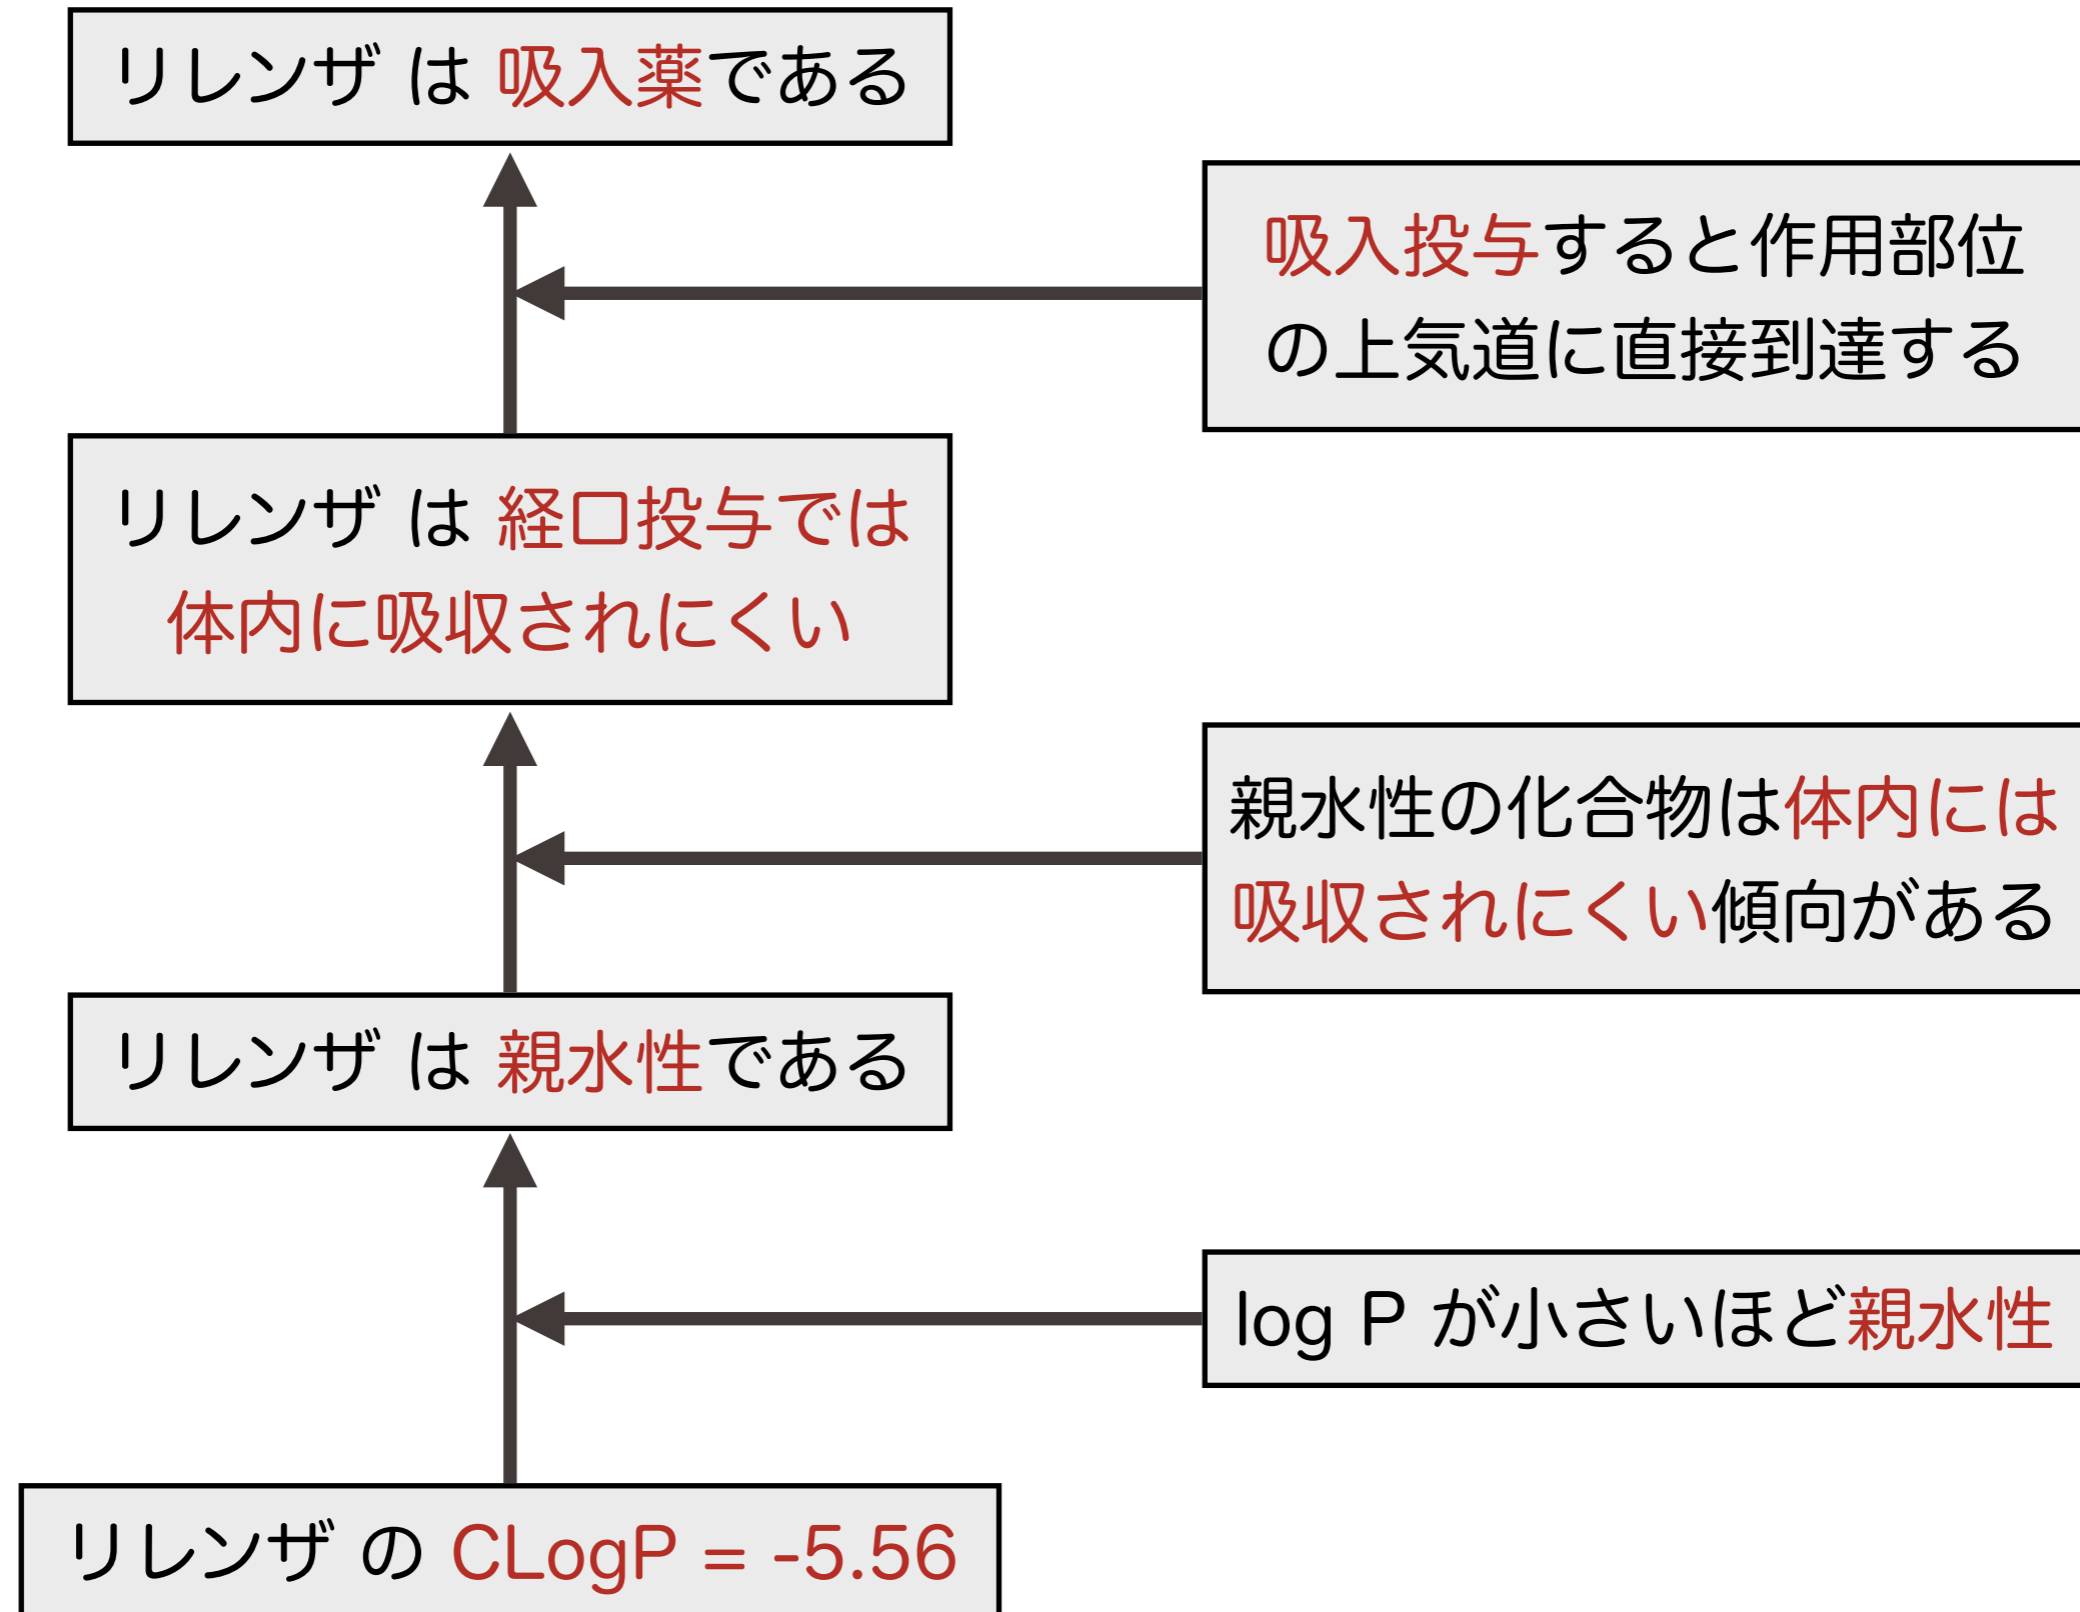 リレンザ は 吸入薬である
吸入投与すると作用部位
の上気道に直接到達する
リレンザ は 経口投与では
体内に吸収されにくい
親水性の化合物は体内には
吸収されにくい傾向がある
リレンザ は 親水性である
log P が小さいほど親水性
リレンザ の CLogP = -5.56